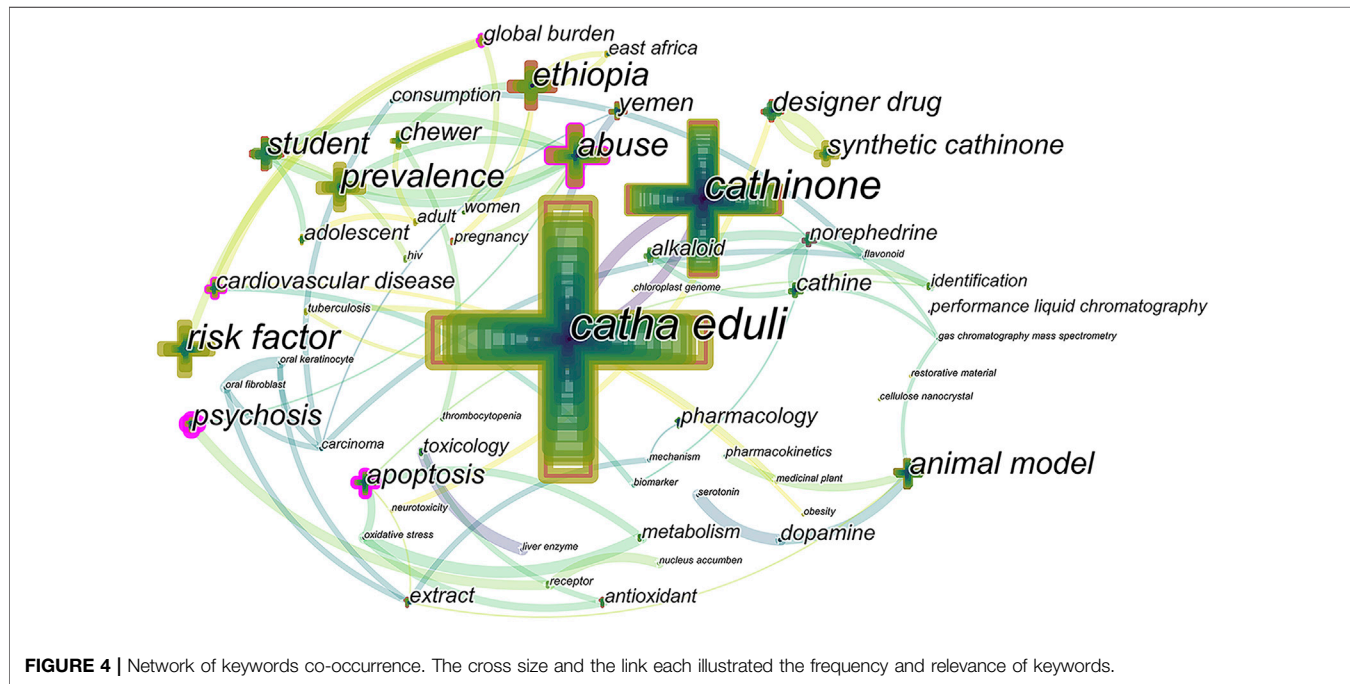 global burden
east africa
ethiopia
consumption
yemen
designer drug
chewer
student
abuse
synthetic cathinone
prevalence
cathinone
women
adult
adolescent
pregnancy
norephedrine
hiv
alkaloid
flavonoid
cardiovascular disease
identification
chloroplast genome
cathine
tuberculosis
performance liquid chromatography
catha eduli
risk factor
gas chromatography mass spectrometry
oral keratinocyte
restorative material
oral fibroblast
cellulose nanocrystal
psychosis
thrombocytopenia
pharmacology
carcinoma
toxicology
pharmacokinetics
mechanism
animal model
apoptosis
medicinal plant
biomarker
serotonin
neurotoxicity
obesity
oxidative stress
metabolism
dopamine
liver enzyme
nucleus accumben
receptor
extract
antioxidant
FIGURE 4 | Network of keywords co-occurrence. The cross size and the link each illustrated the frequency and relevance of keywords.